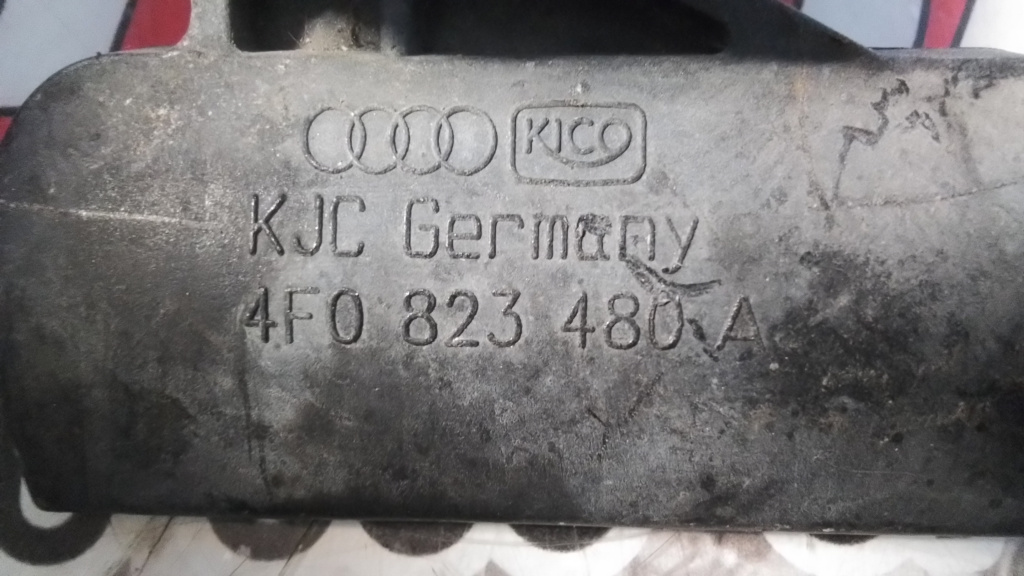 KICO
KJC Germany
4F0 823 480 A